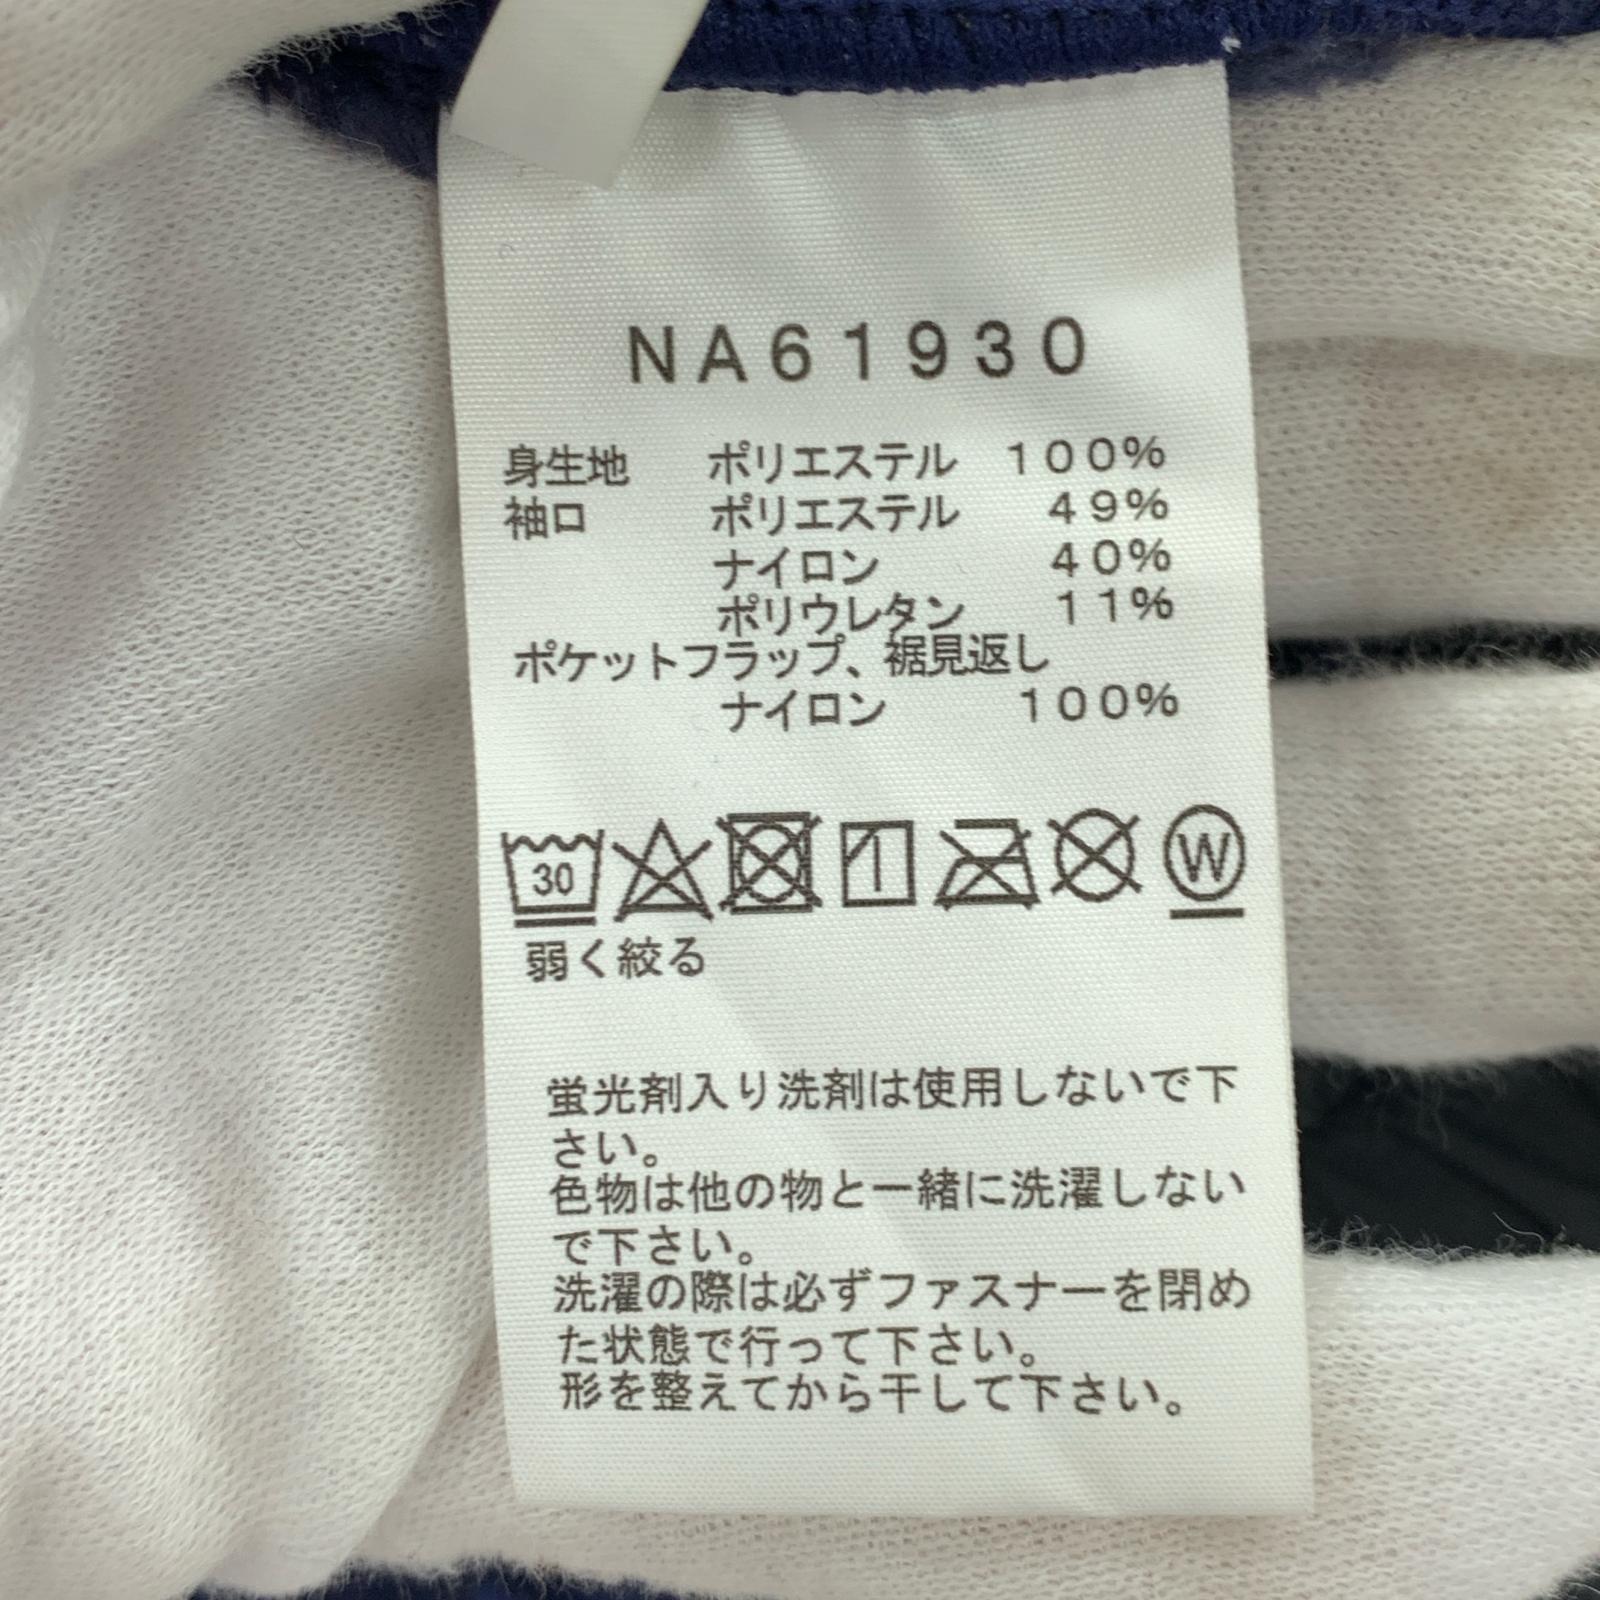 NA61930
身生地 ポリエステル 100%
袖口 ポリエステル 49%
ナイロン 40%
ポリウレタン 11%
ポケットフラップ、裾見返し
ナイロン 100%
30 W
弱く絞る
蛍光剤入り洗剤は使用しないで下
さい。
色物は他の物と一緒に洗濯しない
で下さい。
洗濯の際は必ずファスナーを閉め
た状態で行って下さい。
形を整えてから干して下さい。